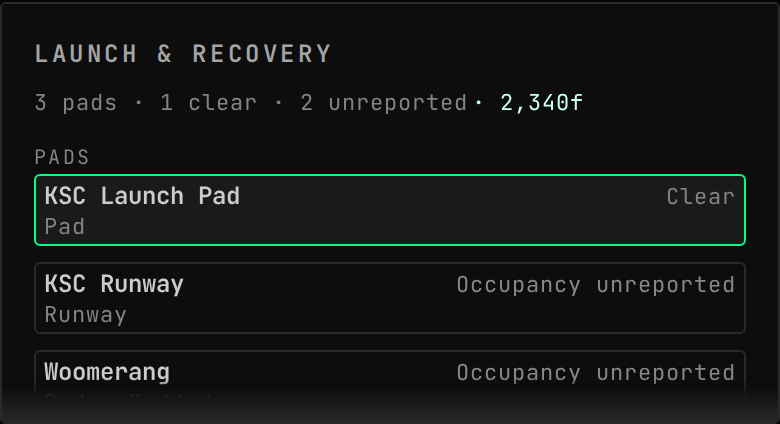 LAUNCH & RECOVERY
3 pads · 1 clear · 2 unreported · 2,340f
PADS
KSC Launch Pad Clear
Pad
KSC Runway Occupancy unreported
Runway
Woomerang Occupancy unreported